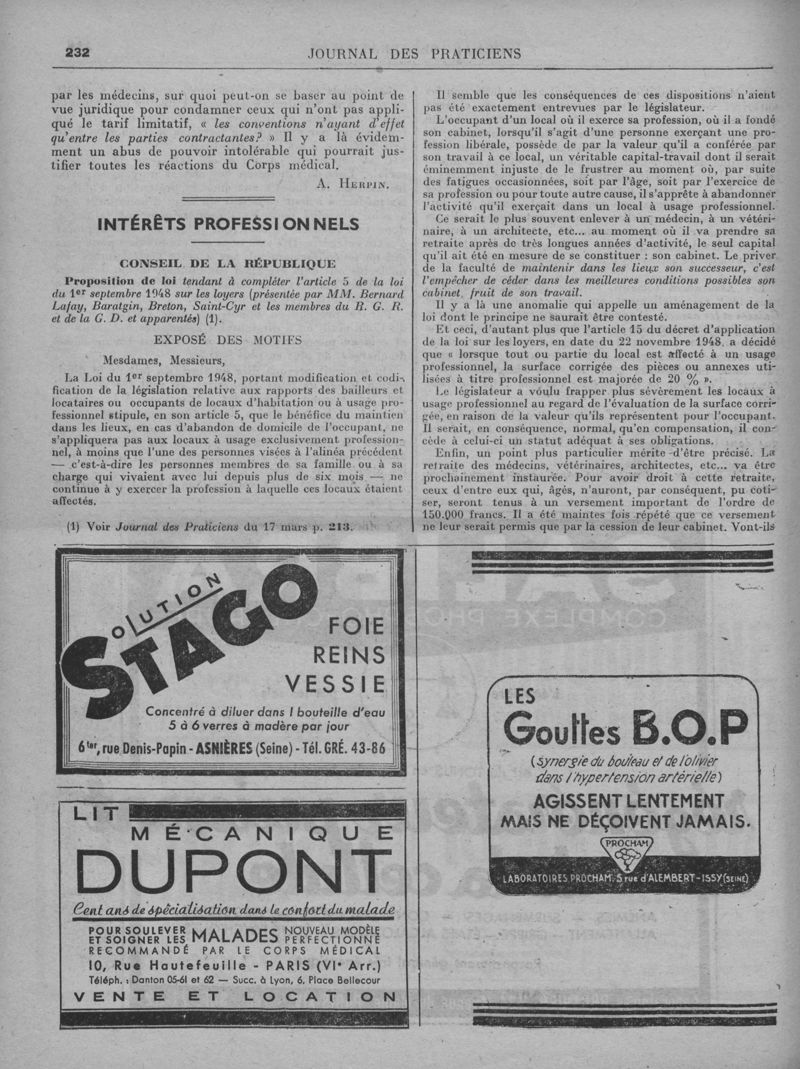 232
JOURNAL DES PRATICIENS
par les médecins, sur quoi peut-on se baser au point de
vue juridique pour condamner ceux qui n'ont pas appli-
qué le tarif limitatif, « les conventions n'ayant d'effet
qu'entre les parties contractantes? » Il y a là évidem-
ment un abus de pouvoir intolérable qui pourrait jus-
tifier toutes les réactions du Corps médical.
A. HERPIN.
INTÉRÊTS PROFESSIONNELS
CONSEIL DE LA RÉPUBLIQUE
Proposition de loi tendant à compléter l'article 5 de la loi
du 1er septembre 1948 sur les loyers (présentée par MM. Bernard
Lafay, Baratgin, Breton, Saint-Cyr et les membres du R. G. R.
et de la G. D. et apparentés) (1).
EXPOSÉ DES MOTIFS
Mesdames, Messieurs,
La Loi du 1er septembre 1948, portant modification et codi-
fication de la législation relative aux rapports des bailleurs et
locataires ou occupants de locaux d'habitation ou à usage pro-
fessionnel stipule, en son article 5, que le bénéfice du maintien
dans les lieux, en cas d'abandon de domicile de l'occupant, ne
s'appliquera pas aux locaux à usage exclusivement profession-
nel, à moins que l'une des personnes visées à l'alinéa précédent
— c'est-à-dire les personnes membres de sa famille ou à sa
charge qui vivaient avec lui depuis plus de six mois — ne
continue à y exercer la profession à laquelle ces locaux étaient
affectés.
(1) Voir Journal des Praticiens du 17 mars p. 213.
Il semble que les conséquences de ces dispositions n'aient
pas été exactement entrevues par le législateur.
L'occupant d'un local où il exerce sa profession, où il a fondé
son cabinet, lorsqu'il s'agit d'une personne exerçant une pro-
fession libérale, possède de par la valeur qu'il a conférée par
son travail à ce local, un véritable capital-travail dont il serait
éminemment injuste de le frustrer au moment où, par suite
des fatigues occasionnées, soit par l'âge, soit par l'exercice de
sa profession ou pour toute autre cause, il s'apprête à abandonner
l'activité qu'il exerçait dans un local à usage professionnel.
Ce serait le plus souvent enlever à un médecin, à un vétéri-
naire, à un architecte, etc... au moment où il va prendre sa
retraite après de très longues années d'activité, le seul capital
qu'il ait été en mesure de se constituer : son cabinet. Le priver
de la faculté de maintenir dans les lieux son successeur, c'est
l'empêcher de céder dans les meilleures conditions possibles son
cabinet, fruit de son travail.
Il y a là une anomalie qui appelle un aménagement de la
loi dont le principe ne saurait être contesté.
Et ceci, d'autant plus que l'article 15 du décret d'application
de la loi sur les loyers, en date du 22 novembre 1948, a décidé
que « lorsque tout ou partie du local est affecté à un usage
professionnel, la surface corrigée des pièces ou annexes uti-
lisées à titre professionnel est majorée de 20 % ».
Le législateur a voulu frapper plus sévèrement les locaux à
usage professionnel au regard de l'évaluation de la surface corri-
gée, en raison de la valeur qu'ils représentent pour l'occupant.
Il serait, en conséquence, normal, qu'en compensation, il con-
cède à celui-ci un statut adéquat à ses obligations.
Enfin, un point plus particulier mérite d'être précisé. La
retraite des médecins, vétérinaires, architectes, etc... va être
prochainement instaurée. Pour avoir droit à cette retraite,
ceux d'entre eux qui, âgés, n'auront, par conséquent, pu coti-
ser, seront tenus à un versement important de l'ordre de
150.000 francs. Il a été maintes fois répété que ce versement
ne leur serait permis que par la cession de leur cabinet. Vont-ils
SOLUTION
STAGO
FOIE
REINS
VESSIE
Concentré à diluer dans 1 bouteille d'eau
5 à 6 verres à madère par jour
6ter, rue Denis-Papin - ASNIÈRES (Seine) - Tél. GRÉ. 43-86
LIT
MÉCANIQUE
DUPONT
Cent ans de spécialisation dans le confort du malade
POUR SOULEVER
ET SOIGNER LES MALADES NOUVEAU MODÈLE
PERFECTIONNÉ
RECOMMANDÉ PAR LE CORPS MÉDICAL
10, Rue Hautefeuille - PARIS (VIe Arr.)
Téléph. : Danton 05-61 et 62 — Succ. à Lyon, 6, Place Bellecour
VENTE ET LOCATION
LES
Gouttes B.O.P
(synergie du bouleau et de l'olivier
dans l'hypertension artérielle)
AGISSENT LENTEMENT
MAIS NE DÉÇOIVENT JAMAIS.
PROCHAM
LABORATOIRES PROCHAM, 5 rue d'ALEMBERT - ISSY (SEINE)